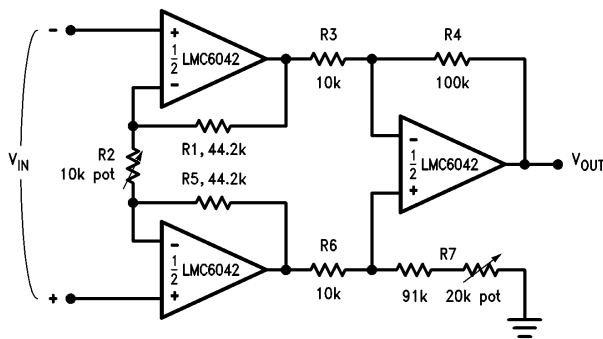 -
+
1/2 LMC6042
-
R3
10k
R4
100k
R2
10k pot
R1, 44.2k
R5, 44.2k
VIN
-
1/2 LMC6042
+
VOUT
-
1/2 LMC6042
+
R6
10k
R7
91k
20k pot
+